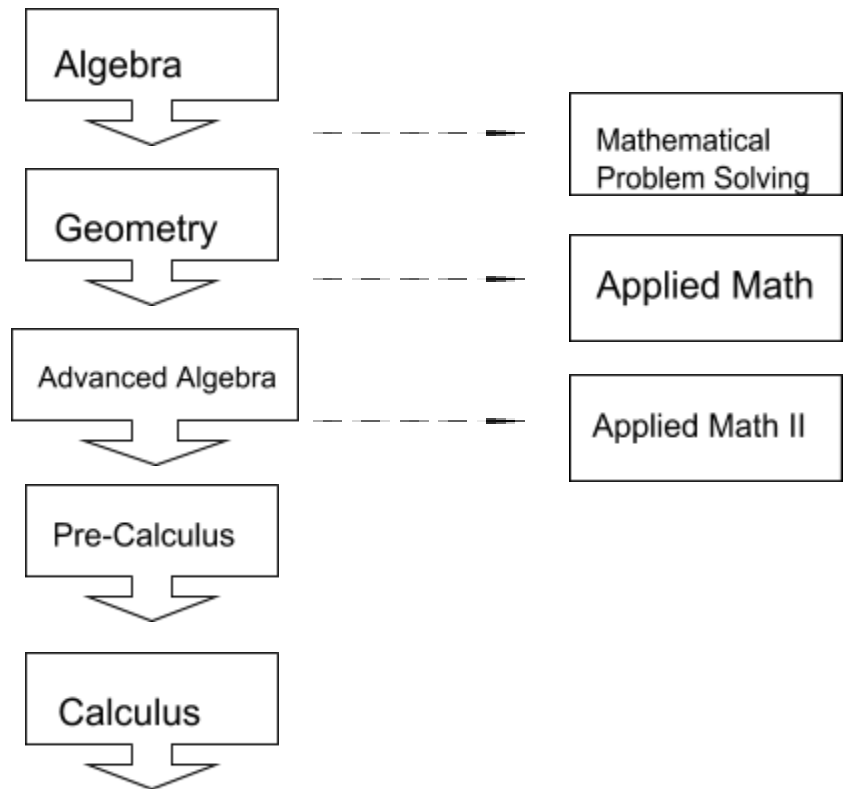 Algebra
Mathematical
Problem Solving
Geometry
Applied Math
Advanced Algebra
Applied Math II
Pre-Calculus
Calculus